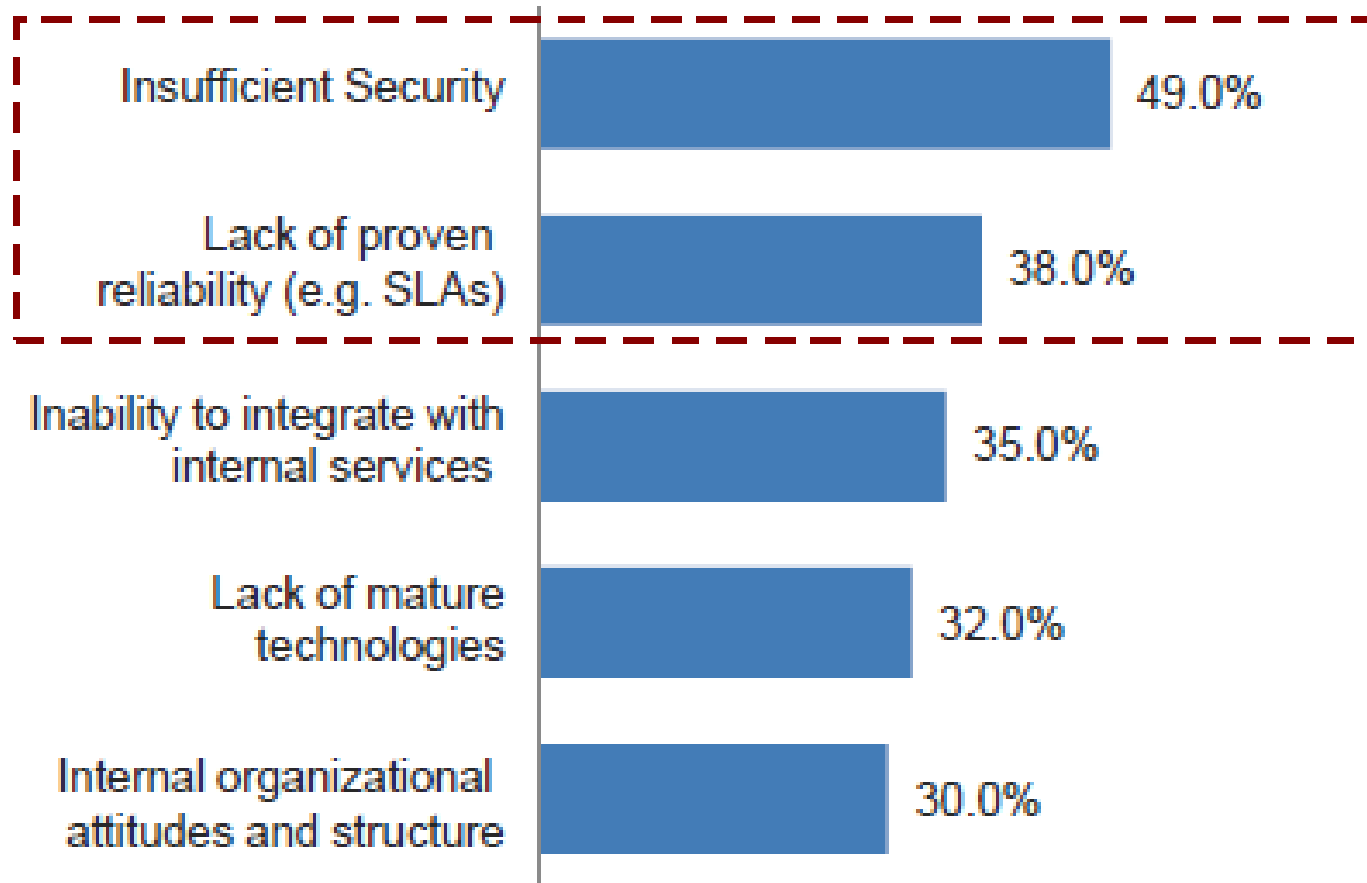 Insufficient Security
49.0%
Lack of proven
reliability (e.g. SLAs)
38.0%
Inability to integrate with
internal services
35.0%
Lack of mature
technologies
32.0%
Internal organizational
attitudes and structure
30.0%